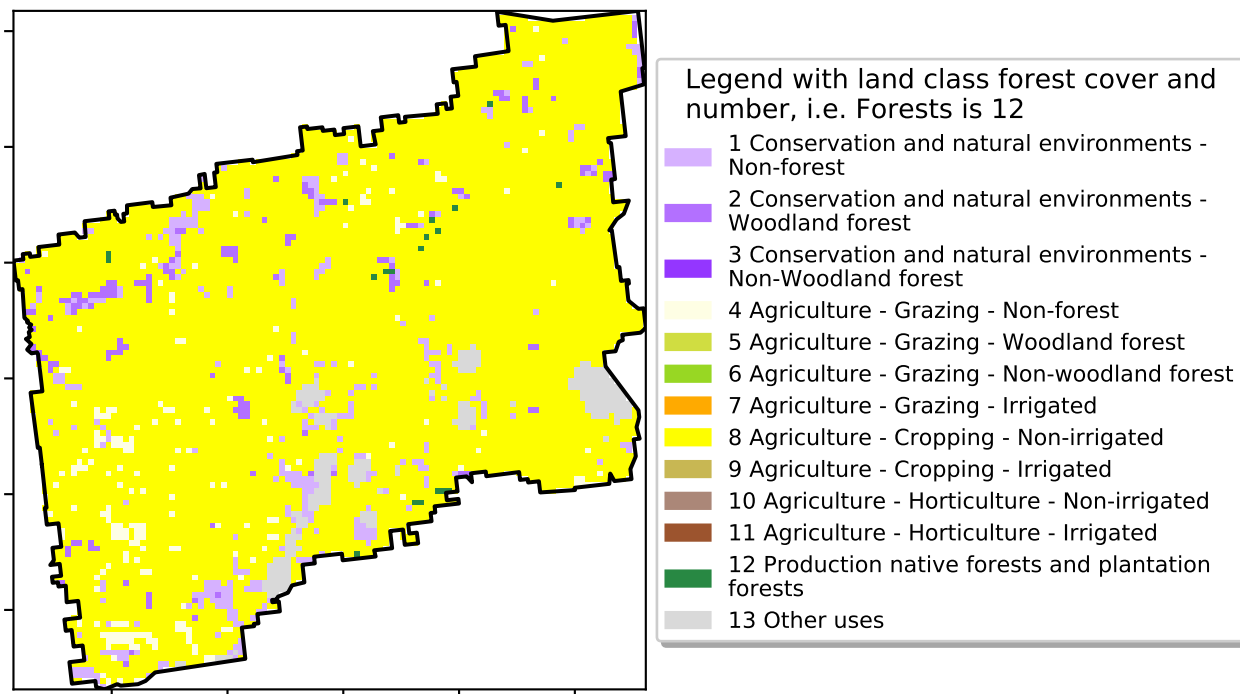 Legend with land class forest cover and
number, i.e. Forests is 12
1 Conservation and natural environments -
Non-forest
2 Conservation and natural environments -
Woodland forest
3 Conservation and natural environments -
Non-Woodland forest
4 Agriculture - Grazing - Non-forest
5 Agriculture - Grazing - Woodland forest
6 Agriculture - Grazing - Non-woodland forest
7 Agriculture - Grazing - Irrigated
8 Agriculture - Cropping - Non-irrigated
9 Agriculture - Cropping - Irrigated
10 Agriculture - Horticulture - Non-irrigated
11 Agriculture - Horticulture - Irrigated
12 Production native forests and plantation
forests
13 Other uses